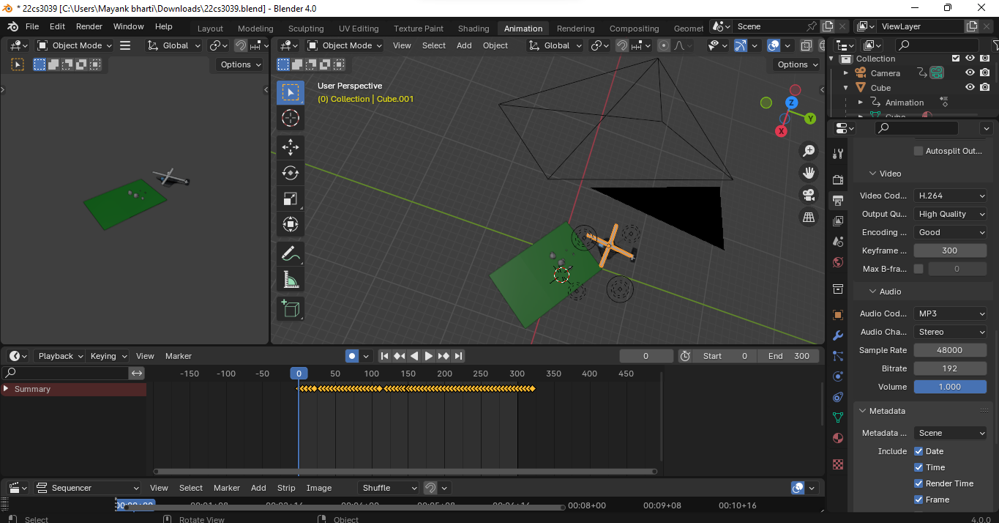 * 22cs3039 [C:\Users\Mayank bharti\Downloads\22cs3039.blend] - Blender 4.0
File Edit Render Window Help
Layout Modeling Sculpting UV Editing Texture Paint Shading Animation Rendering Compositing Geomet
Scene
ViewLayer
Object Mode
Global
Options
Object Mode View Select Add Object
Global
Options
User Perspective
(0) Collection | Cube.001
Z
Y
X
Collection
Camera
Cube
Animation
Cube
Autosplit Out...
Video
Video Cod... H.264
Output Qu... High Quality
Encoding ... Good
Keyframe ... 300
Max B-fra... 0
Audio
Audio Cod... MP3
Audio Cha... Stereo
Sample Rate 48000
Bitrate 192
Volume 1.000
Metadata
Metadata ... Scene
Include Date
Time
Render Time
Frame
Playback Keying View Marker
0
Start 0
End 300
-150 -100 -50 0 50 100 150 200 250 300 350 400 450
Summary
Sequencer View Select Marker Add Strip Image Shuffle
00:00+00 00:01+08 00:02+16 00:04+00 00:05+08 00:06+16 00:08+00 00:09+08 00:10+16
Select Rotate View Object 4.0.0